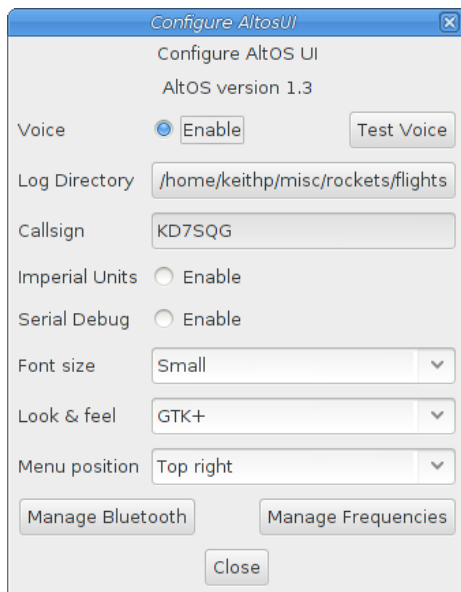 Configure AltosUI
Configure AltOS UI
AltOS version 1.3
Voice Enable Test Voice
Log Directory /home/keithp/misc/rockets/flights
Callsign KD7SQG
Imperial Units Enable
Serial Debug Enable
Font size Small
Look & feel GTK+
Menu position Top right
Manage Bluetooth Manage Frequencies
Close